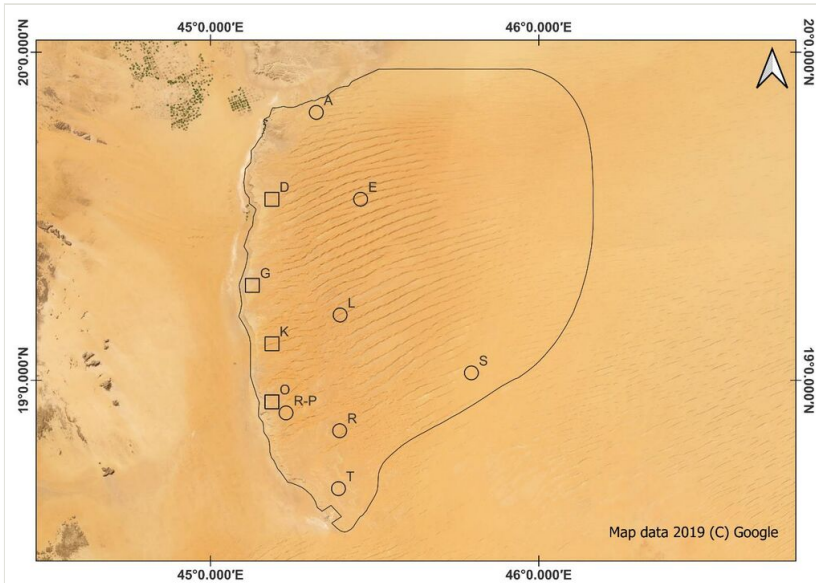 45°0.000′E 46°0.000′E
20°0.000′N 20°0.000′N
A
D E
G
L
K
S
19°0.000′N 19°0.000′N
O
R-P
R
T
Map data 2019 (C) Google
45°0.000′E 46°0.000′E